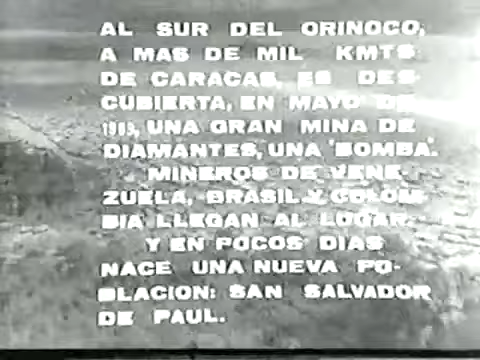 AL SUR DEL ORINOCO,
A MAS DE MIL KMTS
DE CARACAS, ES DES-
CUBIERTA, EN MAYO DE
1969, UNA GRAN MINA DE
DIAMANTES, UNA "BOMBA".
MINEROS DE VENE-
ZUELA, BRASIL Y COLOM-
BIA LLEGAN AL LUGAR
Y EN POCOS DIAS
NACE UNA NUEVA PO-
BLACION: SAN SALVADOR
DE PAUL.